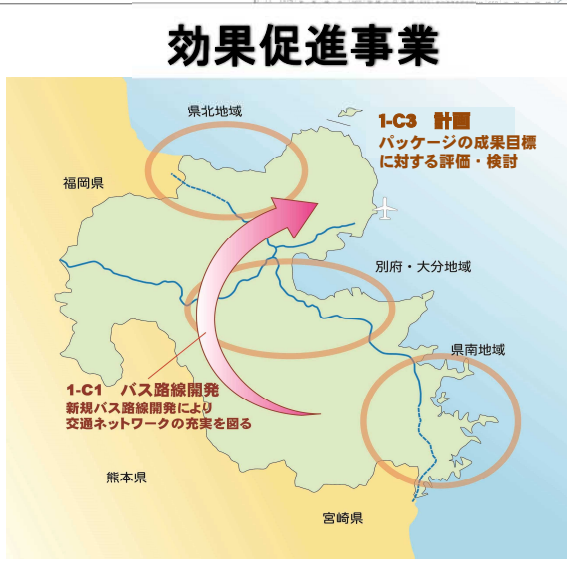 効果促進事業
県北地域
1-C3 計画
パッケージの成果目標
に対する評価・検討
福岡県
別府・大分地域
県南地域
1-C1 バス路線開発
新規バス路線開発により
交通ネットワークの充実を図る
熊本県
宮崎県